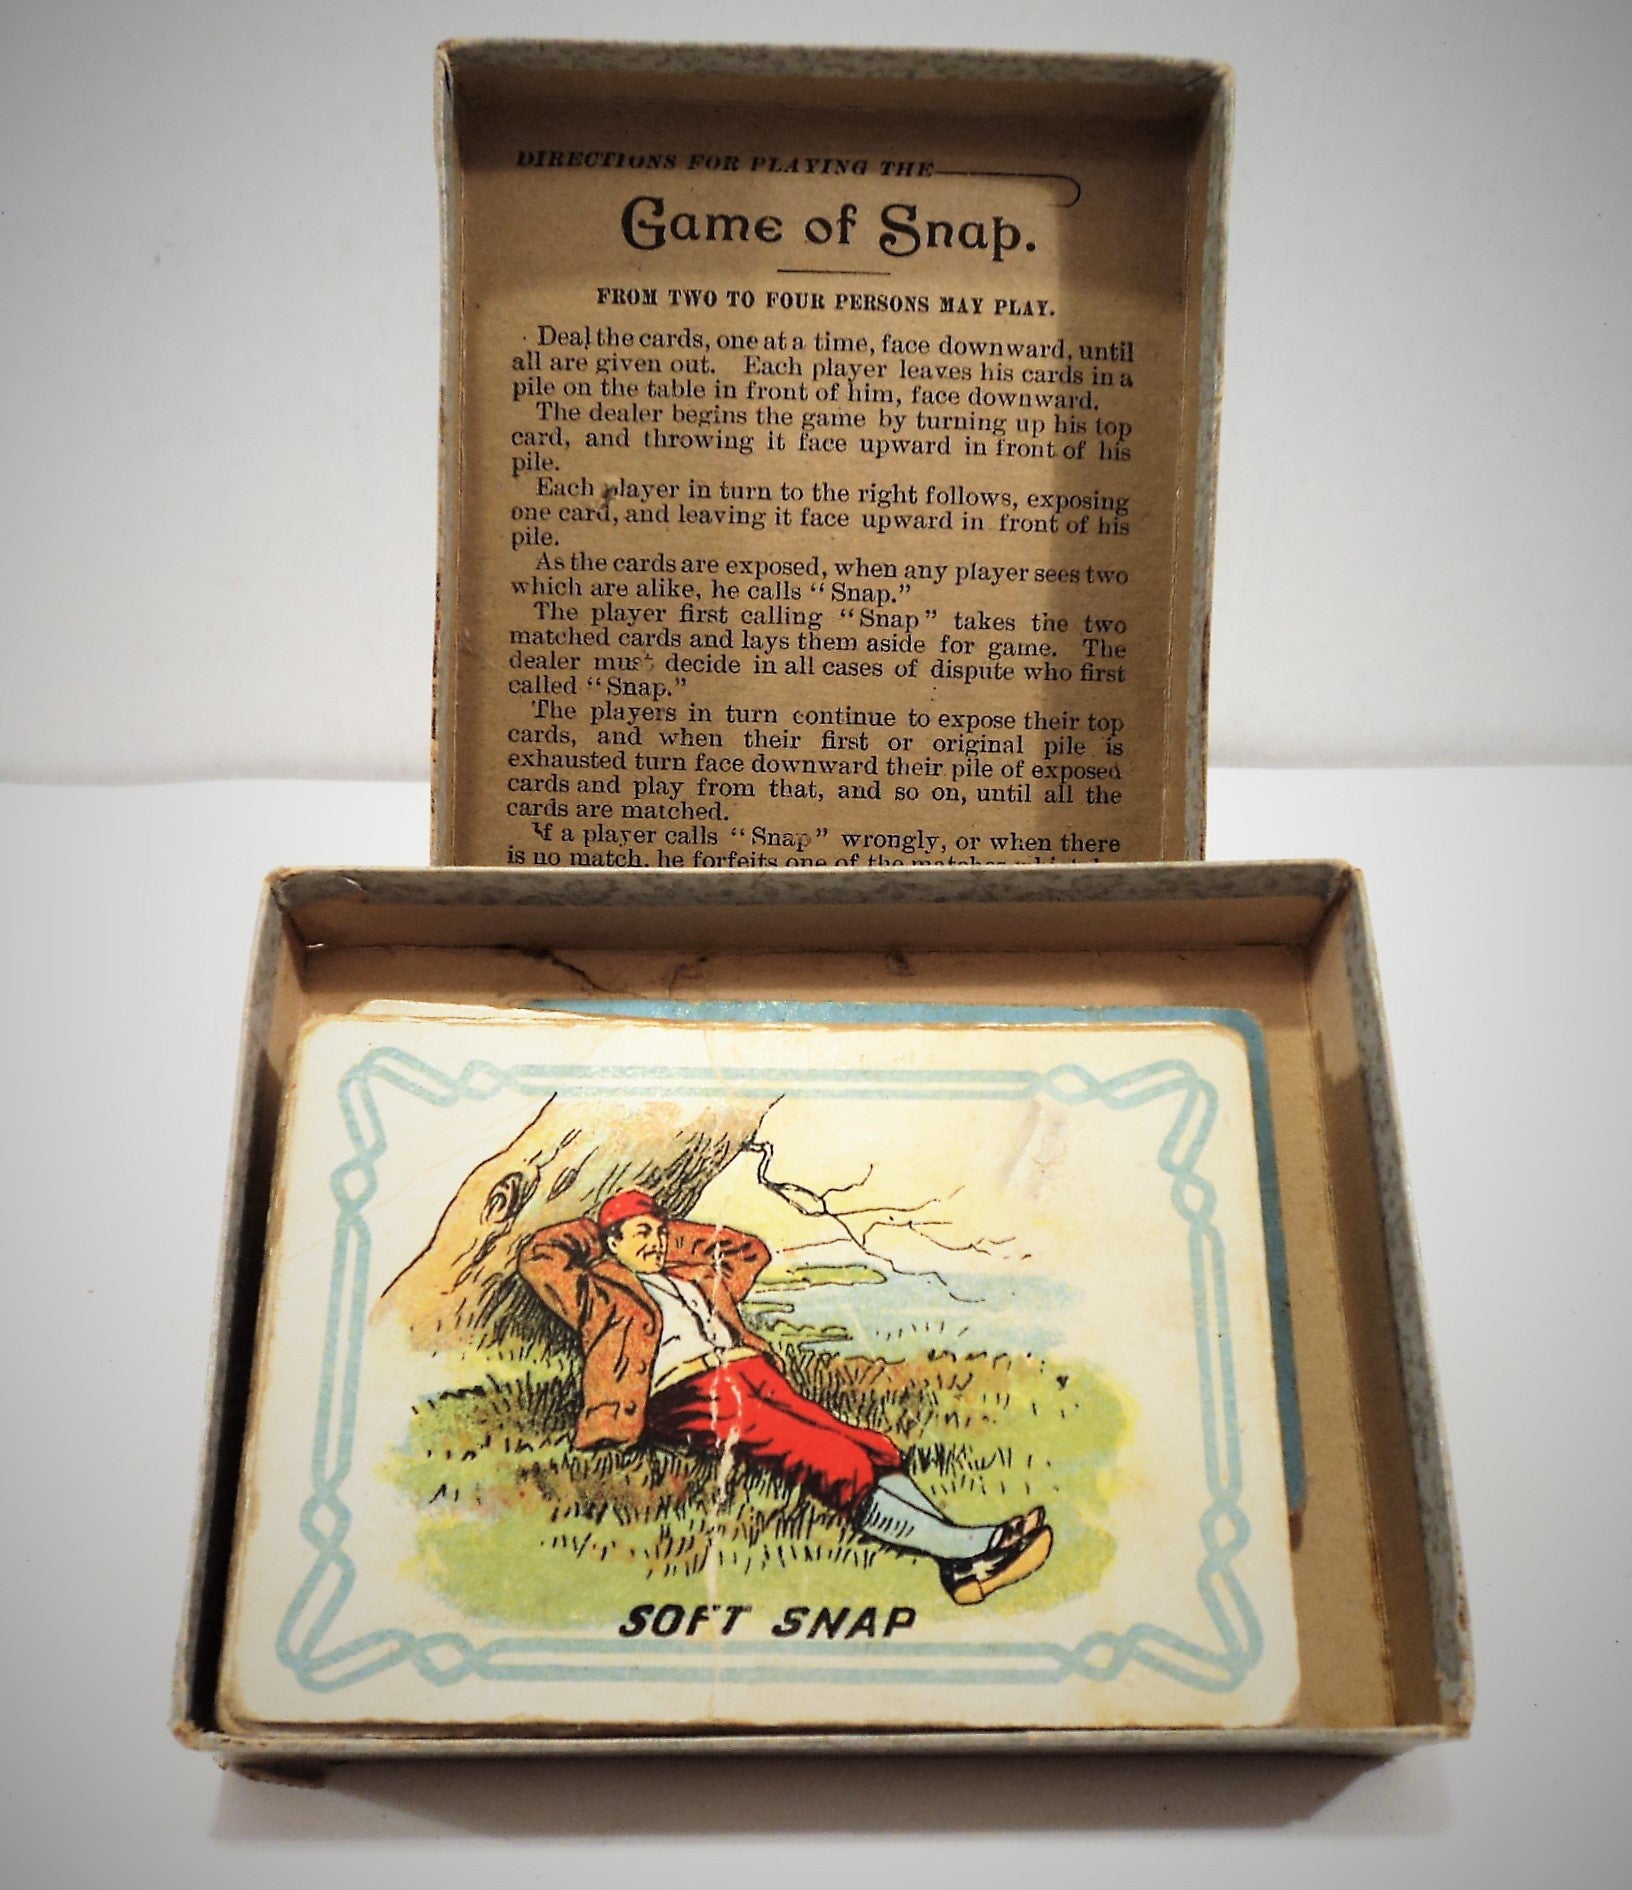 DIRECTIONS FOR PLAYING THE
Game of Snap.
FROM TWO TO FOUR PERSONS MAY PLAY.
Deal the cards, one at a time, face downward, until
all are given out. Each player leaves his cards in a
pile on the table in front of him, face downward.
The dealer begins the game by turning up his top
card, and throwing it face upward in front of his
pile.
Each player in turn to the right follows, exposing
one card, and leaving it face upward in front of his
pile.
As the cards are exposed, when any player sees two
which are alike, he calls “Snap.”
The player first calling “Snap” takes the two
matched cards and lays them aside for game. The
dealer must decide in all cases of dispute who first
called “Snap.”
The players in turn continue to expose their top
cards, and when their first or original pile is
exhausted turn face downward their pile of exposed
cards and play from that, and so on, until all the
cards are matched.
If a player calls “Snap” wrongly, or when there
is no match, he forfeits one of the matches
SOFT SNAP